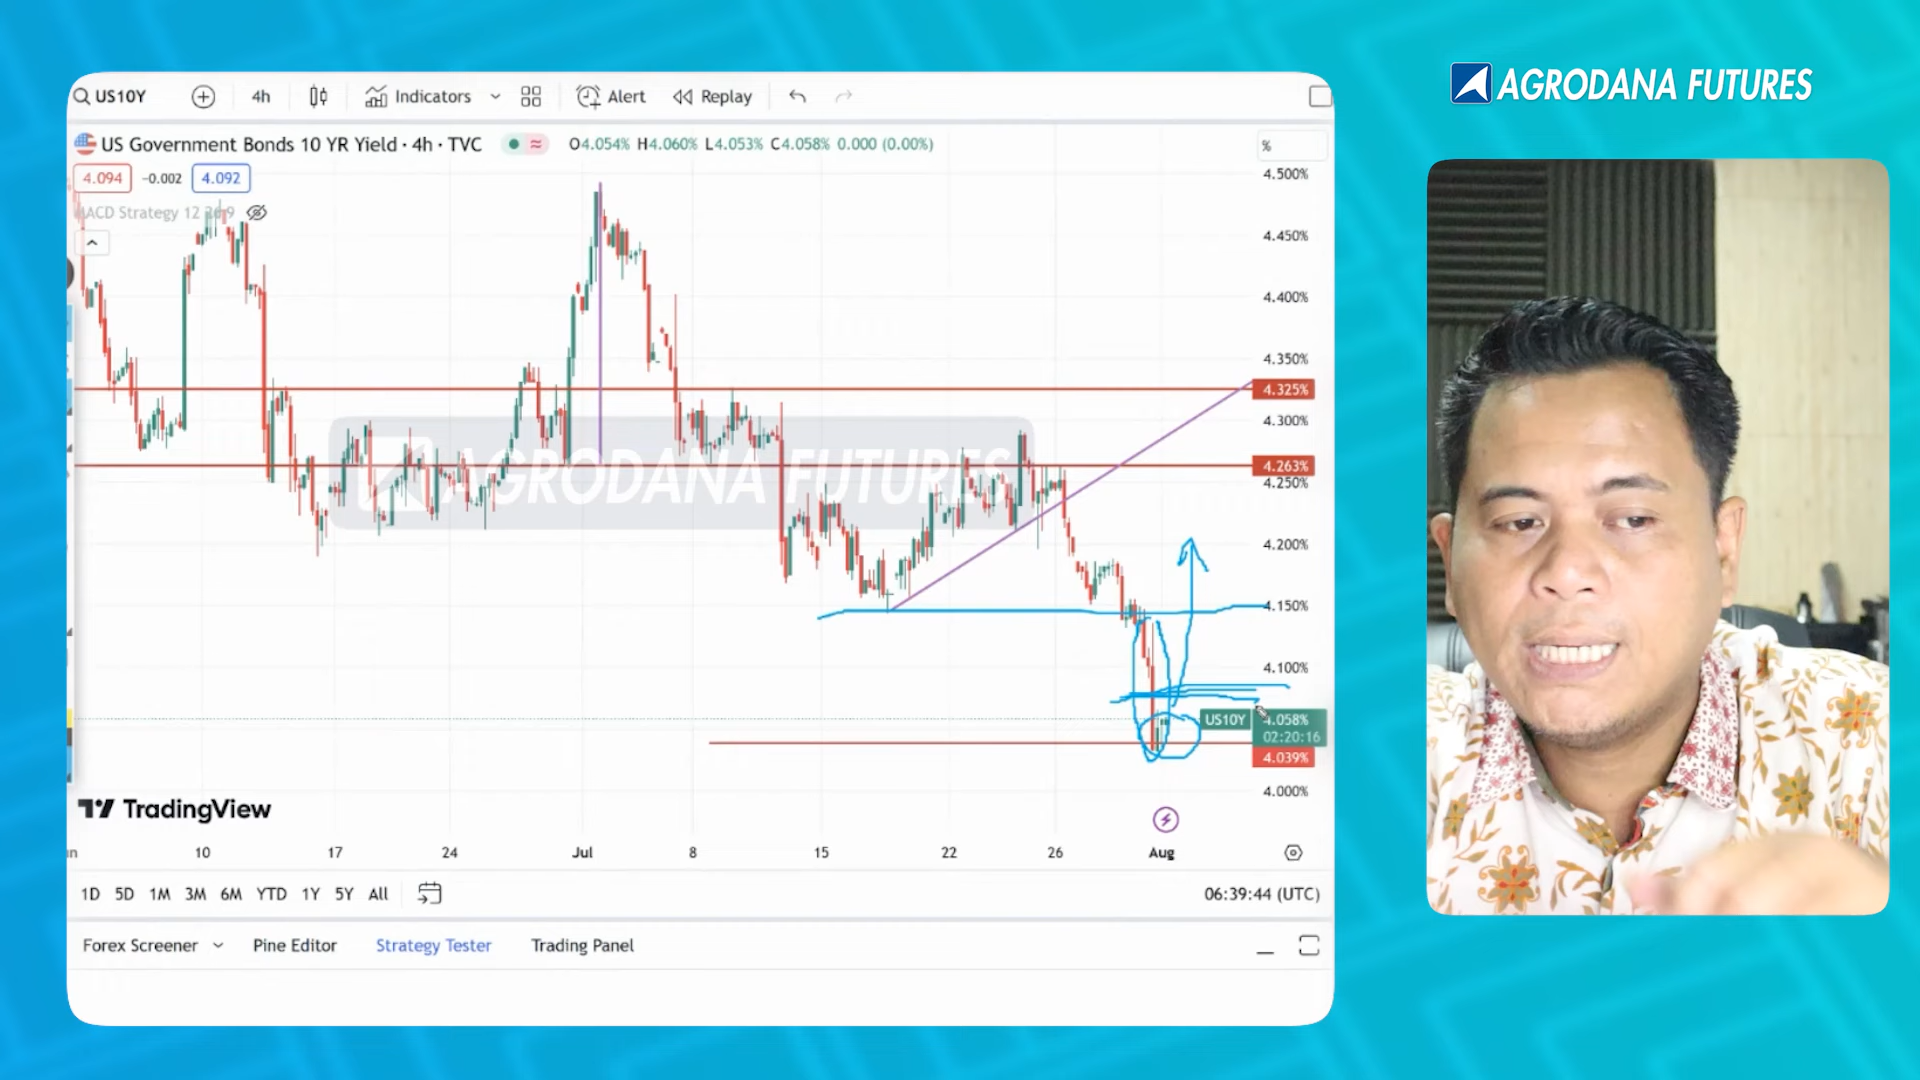 AGRODANA FUTURES
US10Y 4h Indicators Alert Replay
US Government Bonds 10 YR Yield · 4h · TVC O4.054% H4.060% L4.053% C4.058% 0.000 (0.00%) %
4.094 −0.002 4.092
MACD Strategy 12 26 9
4.500%
4.450%
4.400%
4.350%
4.325%
4.300%
4.263%
4.250%
AGRODANA FUTURES
4.200%
4.150%
4.100%
US10Y 4.058%
02:20:16
4.039%
4.000%
TradingView
10 17 24 Jul 8 15 22 26 Aug
1D 5D 1M 3M 6M YTD 1Y 5Y All 06:39:44 (UTC)
Forex Screener Pine Editor Strategy Tester Trading Panel